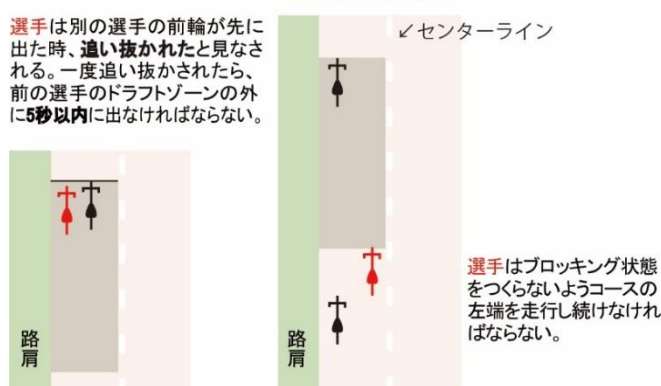 選手は別の選手の前輪が先に
出た時、追い抜かれたと見なさ
れる。一度追い抜かされたら、
前の選手のドラフトゾーンの外
に5秒以内に出なければならない。
路肩
↙センターライン
路肩
選手はブロッキング状態
をつくらないようコースの
左端を走行し続けなけれ
ばならない。